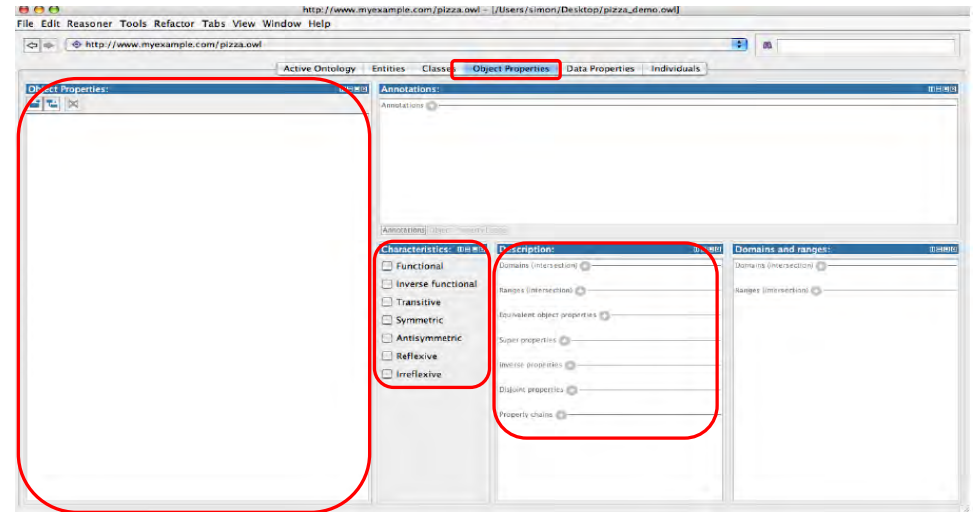 http://www.myexample.com/pizza.owl - [/Users/simon/Desktop/pizza_demo.owl]
File Edit Reasoner Tools Refactor Tabs View Window Help
http://www.myexample.com/pizza.owl
Active Ontology Entities Classes Object Properties Data Properties Individuals
Object Properties:
Annotations:
Annotations
Annotations
Characteristics:
Functional
Inverse functional
Transitive
Symmetric
Antisymmetric
Reflexive
Irreflexive
Description:
Domains (intersection)
Ranges (intersection)
Equivalent object properties
Super properties
Inverse properties
Disjoint properties
Property chains
Domains and ranges:
Domains (intersection)
Ranges (intersection)